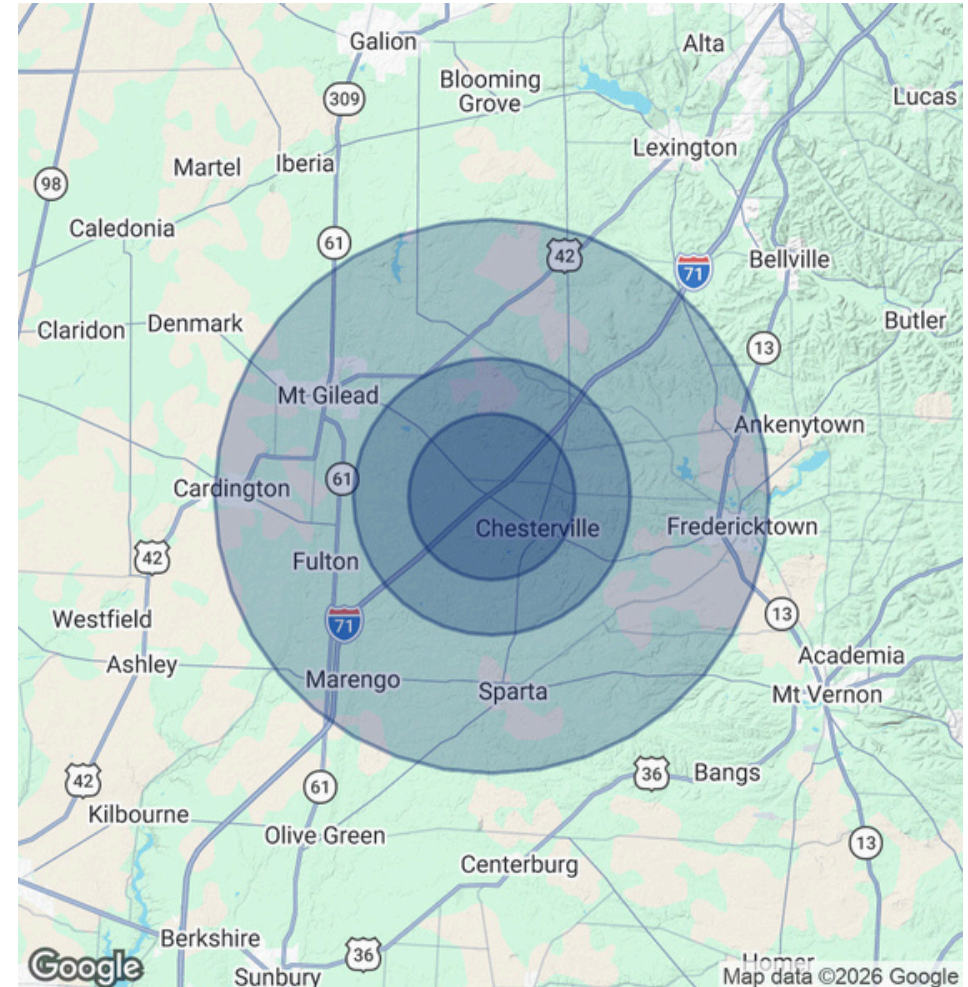 Galion
Alta
Blooming
Grove
309
Lucas
Lexington
Martel
Iberia
98
Caledonia
61
42
Bellville
71
Denmark
Claridon
Butler
13
Mt Gilead
Ankenytown
61
Cardington
Chesterville
Fredericktown
42
Fulton
13
Westfield
71
Ashley
Academia
Marengo
Sparta
Mt Vernon
42
61
36
Bangs
Kilbourne
Olive Green
13
Centerburg
Berkshire
36
Homer
Google
Sunbury
Map data ©2026 Google